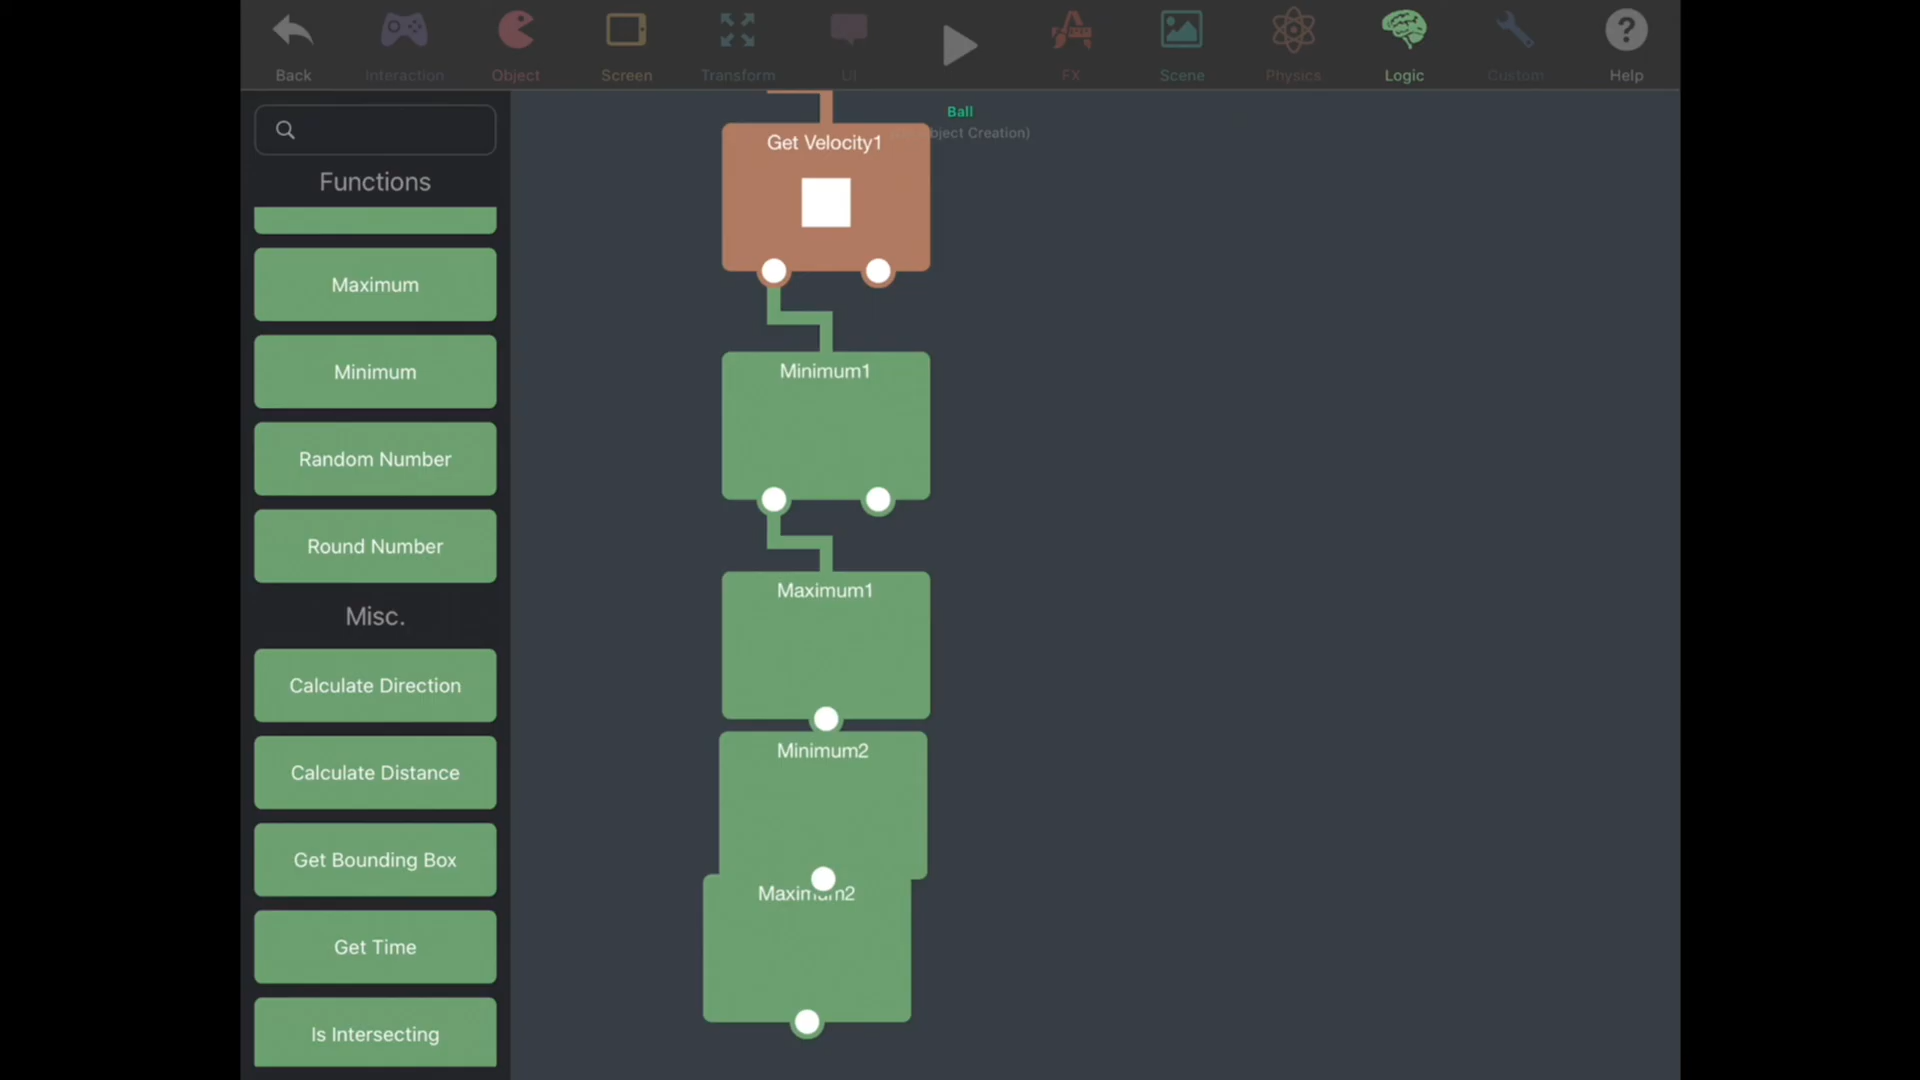 Back
Interaction
Object
Screen
Transform
UI
FX
Scene
Physics
Logic
Custom
Help
Functions
Maximum
Minimum
Random Number
Round Number
Misc.
Calculate Direction
Calculate Distance
Get Bounding Box
Get Time
Is Intersecting
Ball
Object Creation)
Get Velocity1
Minimum1
Maximum1
Minimum2
Maximum2